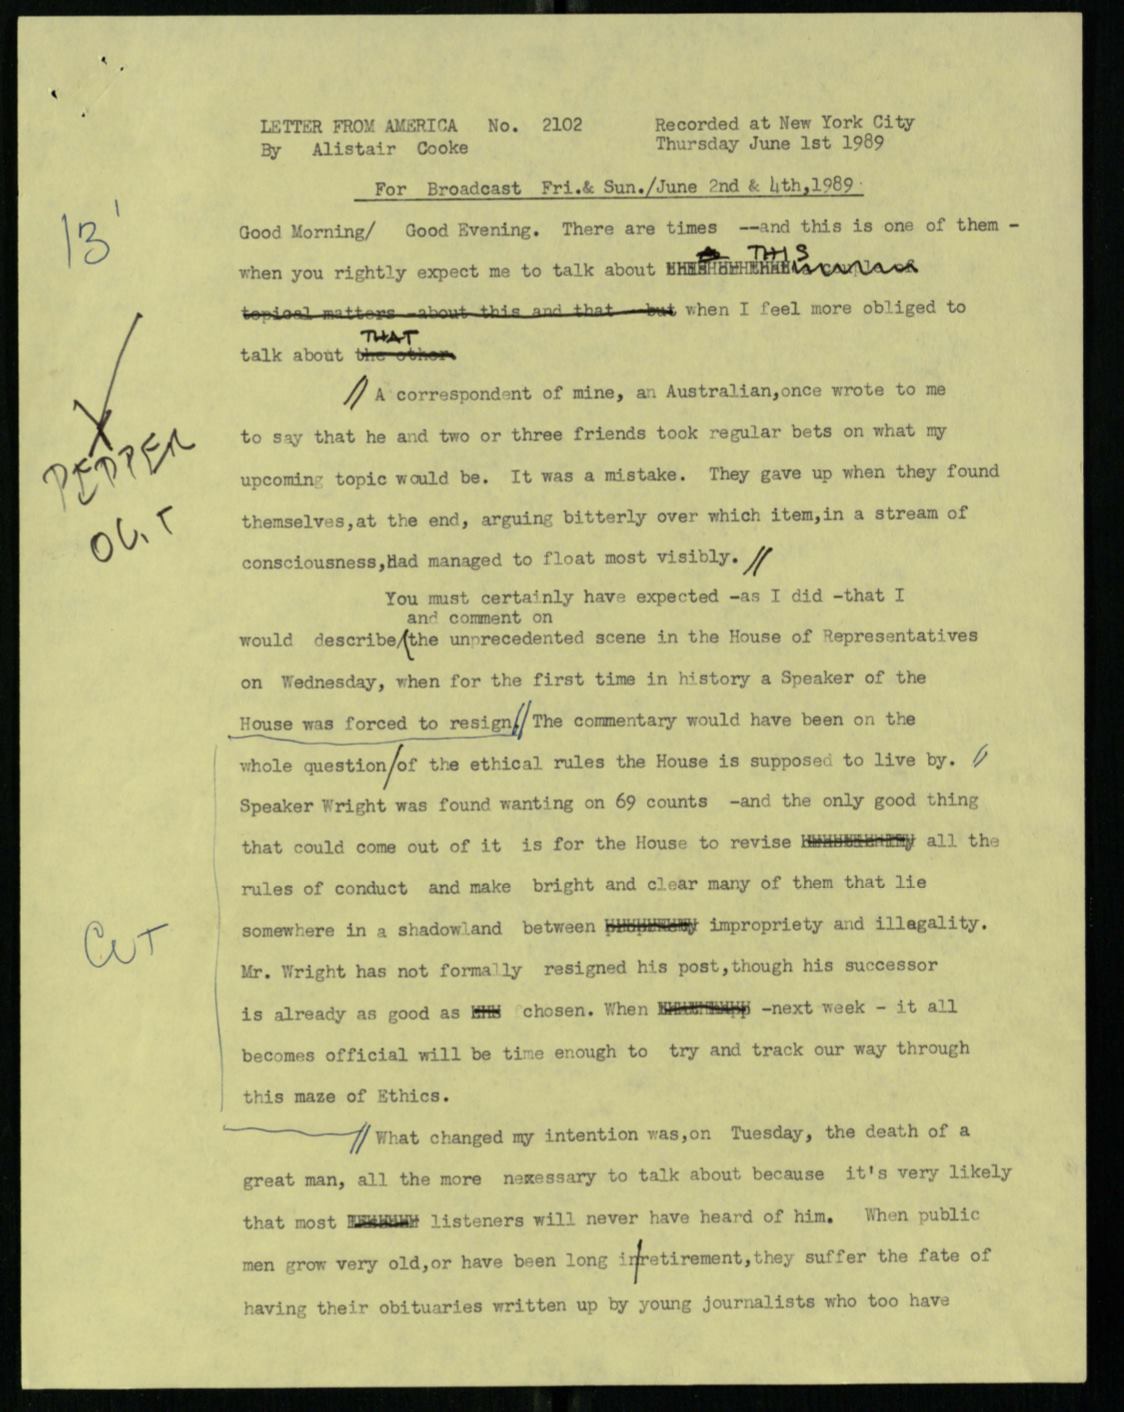 LETTER FROM AMERICA No. 2102 Recorded at New York City
By Alistair Cooke Thursday June 1st 1989
For Broadcast Fri.& Sun./June 2nd & 4th,1989.
13'
Good Morning/ Good Evening. There are times --and this is one of them -
THIS
when you rightly expect me to talk about
topical matters -about this and that -but when I feel more obliged to
THAT
talk about the other.
// A correspondent of mine, an Australian,once wrote to me
to say that he and two or three friends took regular bets on what my
PEPPER
upcoming topic would be. It was a mistake. They gave up when they found
OUT
themselves,at the end, arguing bitterly over which item,in a stream of
consciousness,Had managed to float most visibly. //
You must certainly have expected -as I did -that I
and comment on
would describe/the unprecedented scene in the House of Representatives
on Wednesday, when for the first time in history a Speaker of the
House was forced to resign.// The commentary would have been on the
whole question/of the ethical rules the House is supposed to live by. //
Speaker Wright was found wanting on 69 counts -and the only good thing
that could come out of it is for the House to revise all the
rules of conduct and make bright and clear many of them that lie
CUT
somewhere in a shadowland between impropriety and illegality.
Mr. Wright has not formally resigned his post,though his successor
is already as good as chosen. When -next week - it all
becomes official will be time enough to try and track our way through
this maze of Ethics.
// What changed my intention was,on Tuesday, the death of a
great man, all the more nexessary to talk about because it's very likely
that most listeners will never have heard of him. When public
men grow very old,or have been long in/retirement,they suffer the fate of
having their obituaries written up by young journalists who too have